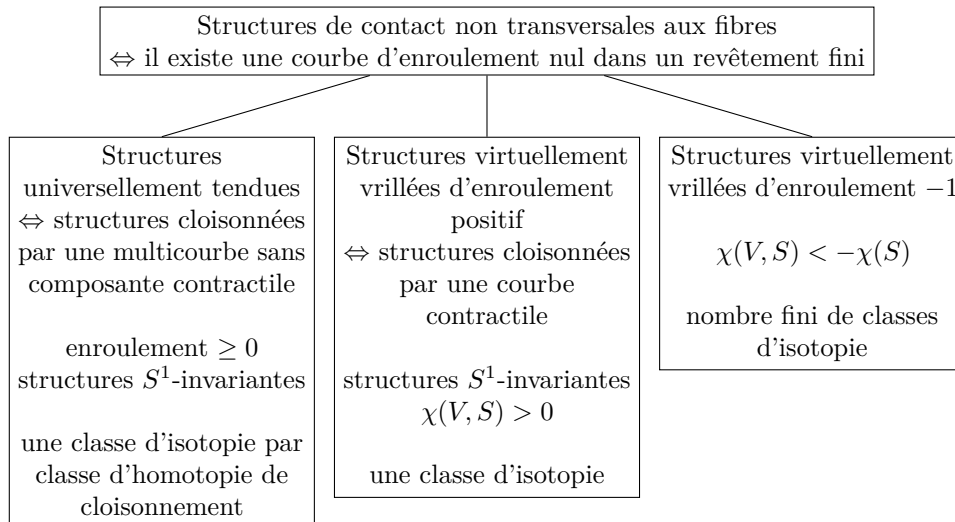 Structures de contact non transversales aux fibres
⇔ il existe une courbe d'enroulement nul dans un revêtement fini
Structures
universellement tendues
⇔ structures cloisonnées
par une multicourbe sans
composante contractile
enroulement ≥ 0
structures S¹-invariantes
une classe d'isotopie par
classe d'homotopie de
cloisonnement
Structures virtuellement
vrillées d'enroulement
positif
⇔ structures cloisonnées
par une courbe
contractile
structures S¹-invariantes
χ(V, S) > 0
une classe d'isotopie
Structures virtuellement
vrillées d'enroulement −1
χ(V, S) < −χ(S)
nombre fini de classes
d'isotopie